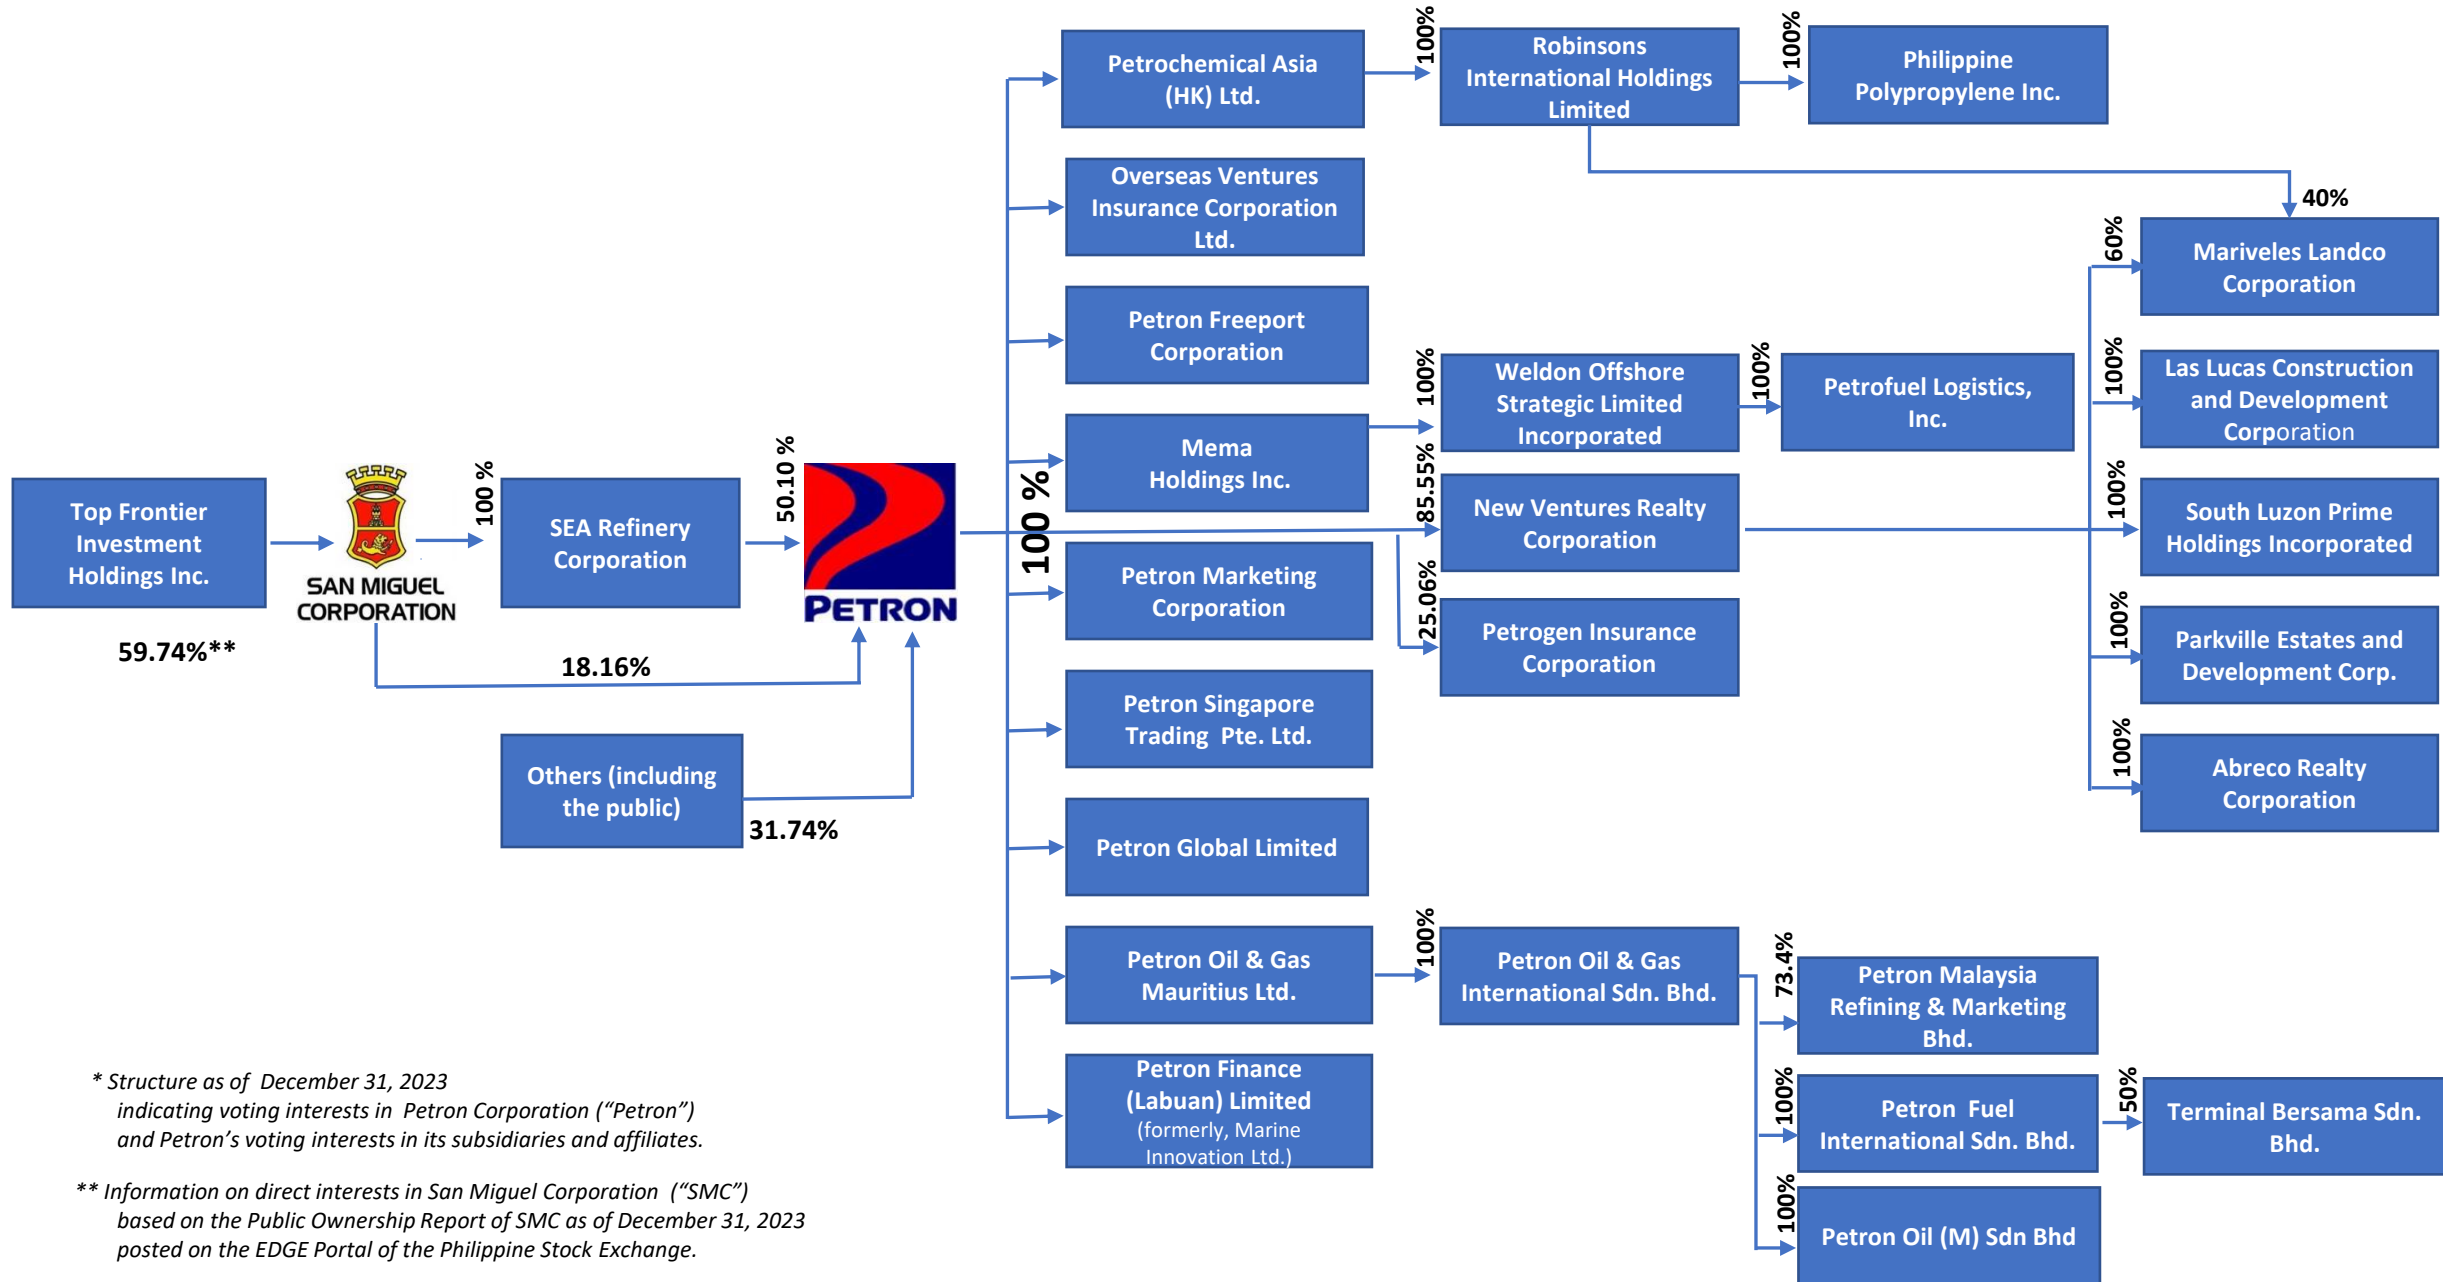 Top Frontier
Investment
Holdings Inc.
59.74%**
SAN MIGUEL
CORPORATION
100 %
SEA Refinery
Corporation
50.10 %
PETRON
18.16%
Others (including
the public)
31.74%
100 %
Petrochemical Asia
(HK) Ltd.
100%
Robinsons
International Holdings
Limited
100%
Philippine
Polypropylene Inc.
40%
Overseas Ventures
Insurance Corporation
Ltd.
Petron Freeport
Corporation
Mema
Holdings Inc.
100%
Weldon Offshore
Strategic Limited
Incorporated
100%
Petrofuel Logistics,
Inc.
85.55%
New Ventures Realty
Corporation
25.06%
Petrogen Insurance
Corporation
60%
Mariveles Landco
Corporation
100%
Las Lucas Construction
and Development
Corporation
100%
South Luzon Prime
Holdings Incorporated
100%
Parkville Estates and
Development Corp.
100%
Abreco Realty
Corporation
Petron Marketing
Corporation
Petron Singapore
Trading Pte. Ltd.
Petron Global Limited
Petron Oil & Gas
Mauritius Ltd.
100%
Petron Oil & Gas
International Sdn. Bhd.
73.4%
Petron Malaysia
Refining & Marketing
Bhd.
100%
Petron Fuel
International Sdn. Bhd.
50%
Terminal Bersama Sdn.
Bhd.
100%
Petron Oil (M) Sdn Bhd
Petron Finance
(Labuan) Limited
(formerly, Marine
Innovation Ltd.)
* Structure as of December 31, 2023
indicating voting interests in Petron Corporation (“Petron”)
and Petron’s voting interests in its subsidiaries and affiliates.
** Information on direct interests in San Miguel Corporation (“SMC”)
based on the Public Ownership Report of SMC as of December 31, 2023
posted on the EDGE Portal of the Philippine Stock Exchange.